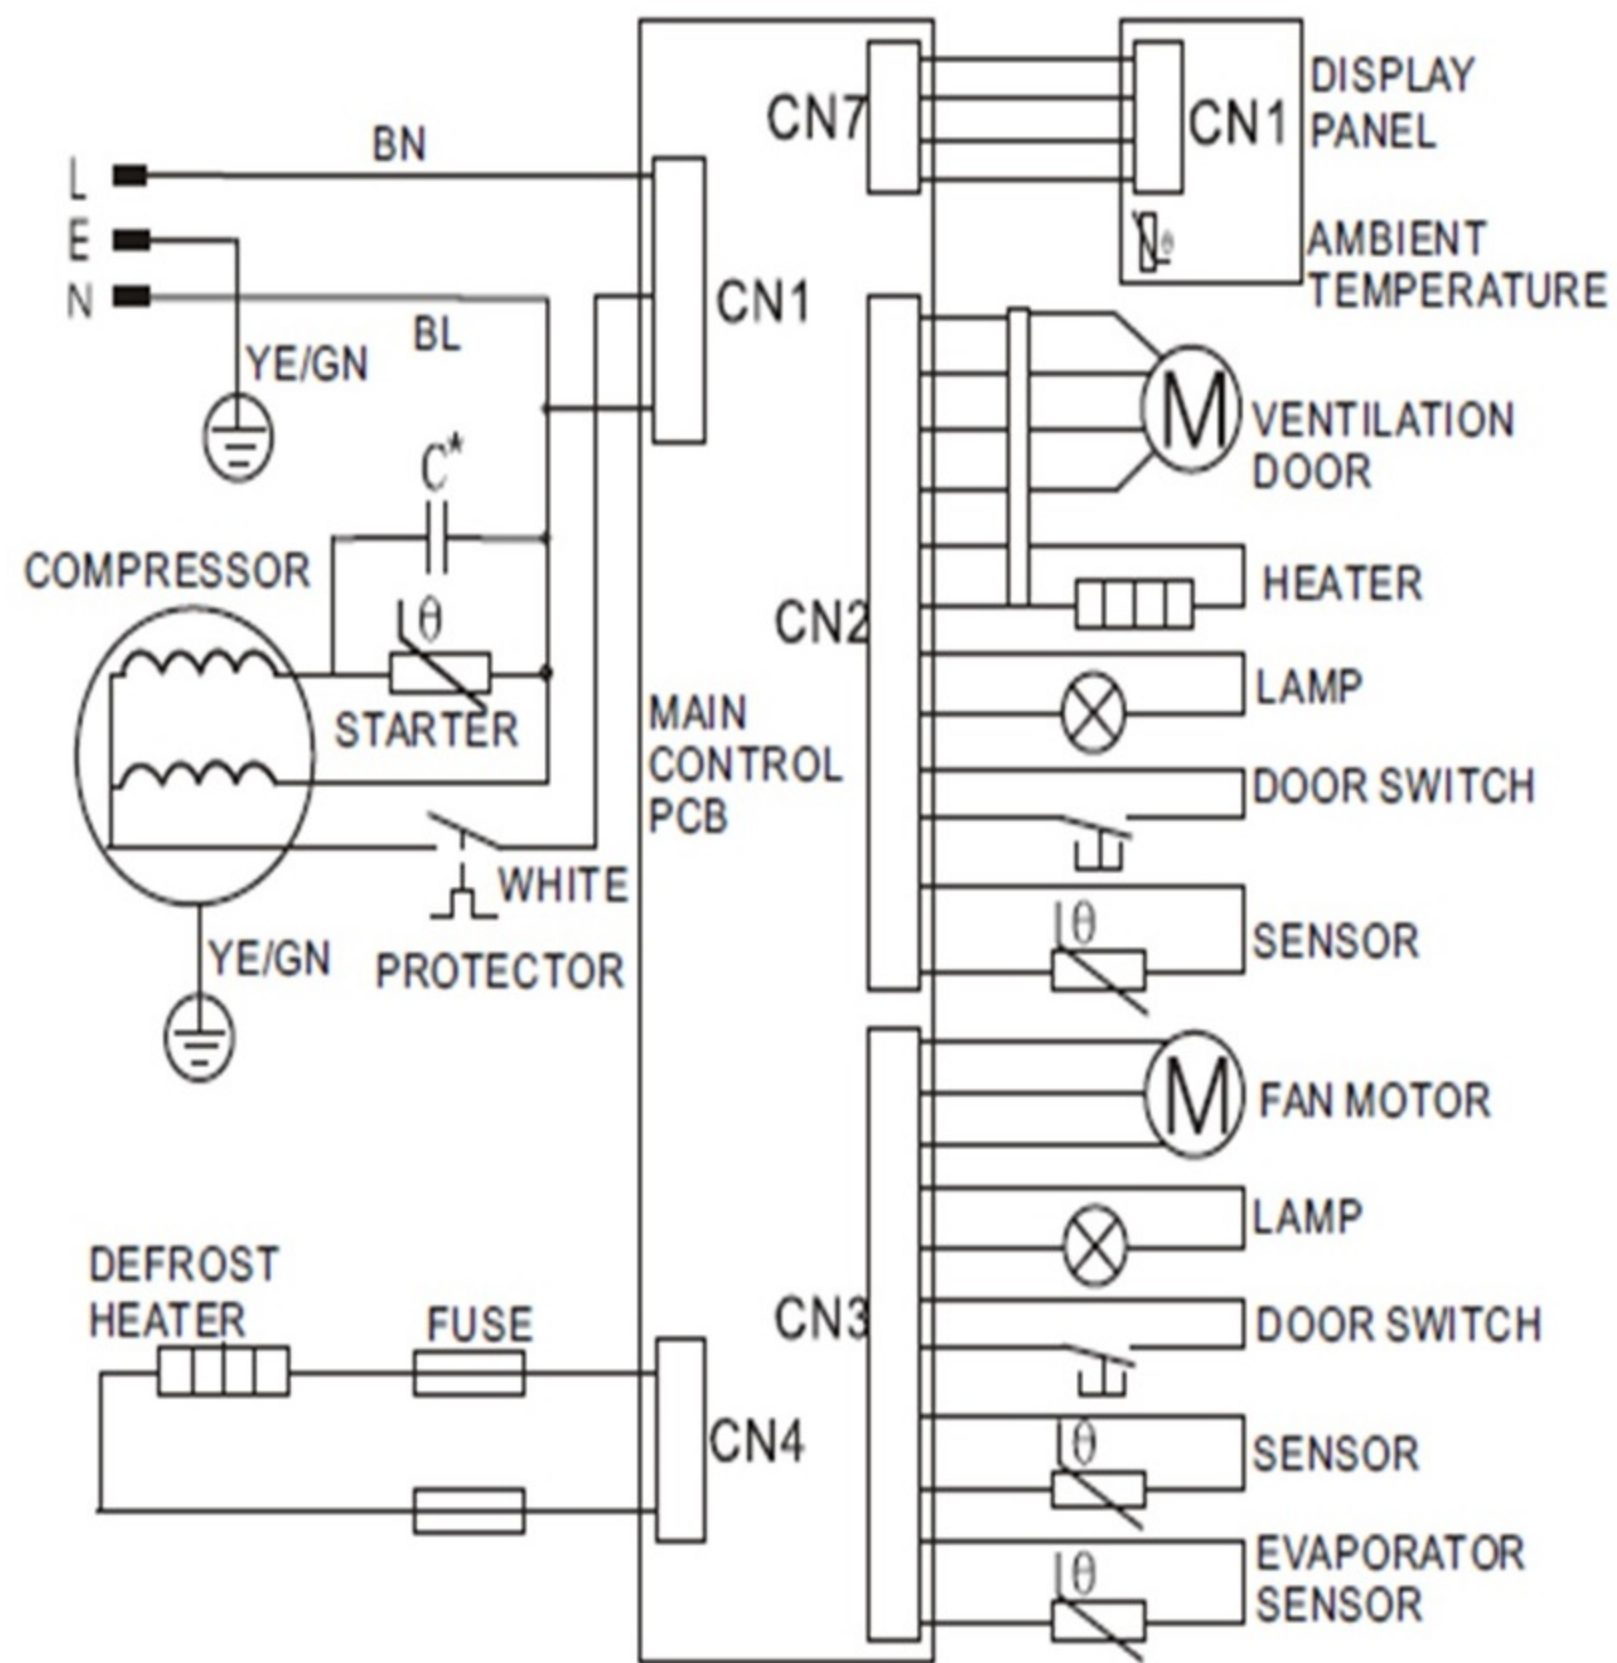 CN7
CN1
DISPLAY
PANEL
BN
L
E
N
θ
AMBIENT
TEMPERATURE
CN1
BL
YE/GN
M
VENTILATION
DOOR
C*
COMPRESSOR
θ
STARTER
CN2
HEATER
LAMP
MAIN
CONTROL
PCB
DOOR SWITCH
WHITE
PROTECTOR
YE/GN
θ
SENSOR
M
FAN MOTOR
LAMP
DEFROST
HEATER
FUSE
CN3
DOOR SWITCH
CN4
θ
SENSOR
θ
EVAPORATOR
SENSOR